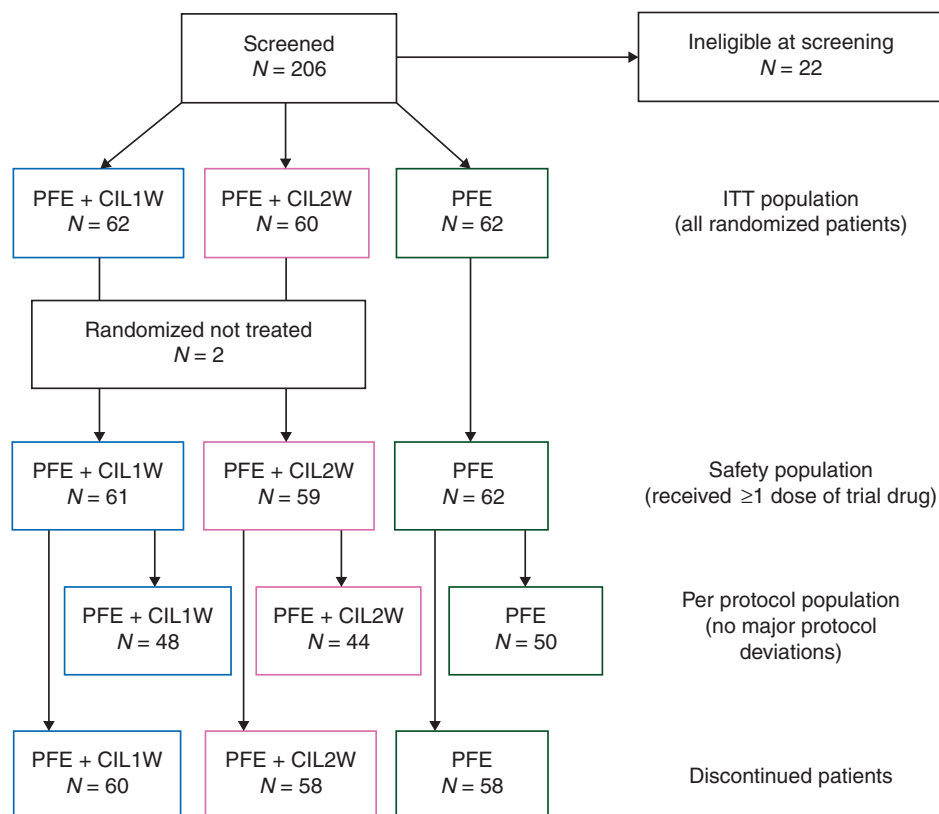 Screened
N = 206
Ineligible at screening
N = 22
PFE + CIL1W
N = 62
PFE + CIL2W
N = 60
PFE
N = 62
ITT population
(all randomized patients)
Randomized not treated
N = 2
PFE + CIL1W
N = 61
PFE + CIL2W
N = 59
PFE
N = 62
Safety population
(received ≥1 dose of trial drug)
PFE + CIL1W
N = 48
PFE + CIL2W
N = 44
PFE
N = 50
Per protocol population
(no major protocol
deviations)
PFE + CIL1W
N = 60
PFE + CIL2W
N = 58
PFE
N = 58
Discontinued patients